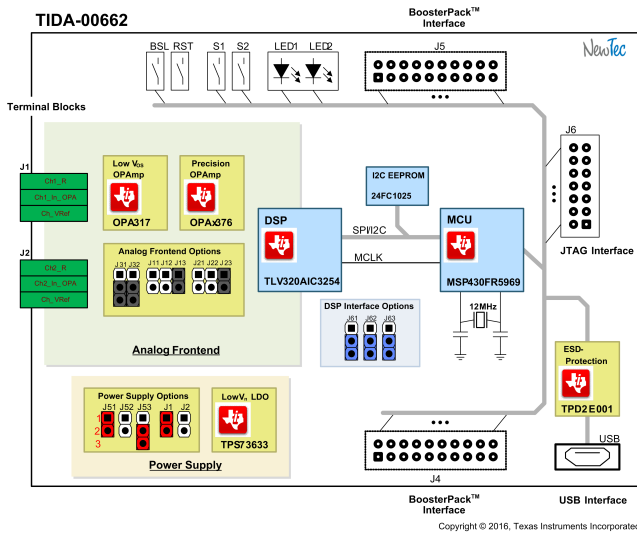 TIDA-00662
BoosterPack™
Interface
NewTec
BSL RST S1 S2 LED1 LED2
J5
Terminal Blocks
J6
J1
Ch1_R
Ch1_In_OPA
Ch_VRef
Low Vos
OPAmp
OPA317
Precision
OPAmp
OPAx376
I2C EEPROM
24FC1025
DSP
TLV320AIC3254
SPI/I2C
MCLK
MCU
MSP430FR5969
JTAG Interface
J2
Ch2_In_OPA
Ch_VRef
Analog Frontend Options
J31 J32 J11 J12 J13 J21 J22 J23
Analog Frontend
12MHz
DSP Interface Options
J61 J62 J63
ESD-
Protection
TPD2E001
Power Supply Options
J51 J52 J53 J1 J2
1
2
3
Low LDO
TPS73633
Power Supply
USB
J4
BoosterPack™
Interface
USB Interface
Copyright © 2016, Texas Instruments Incorporated